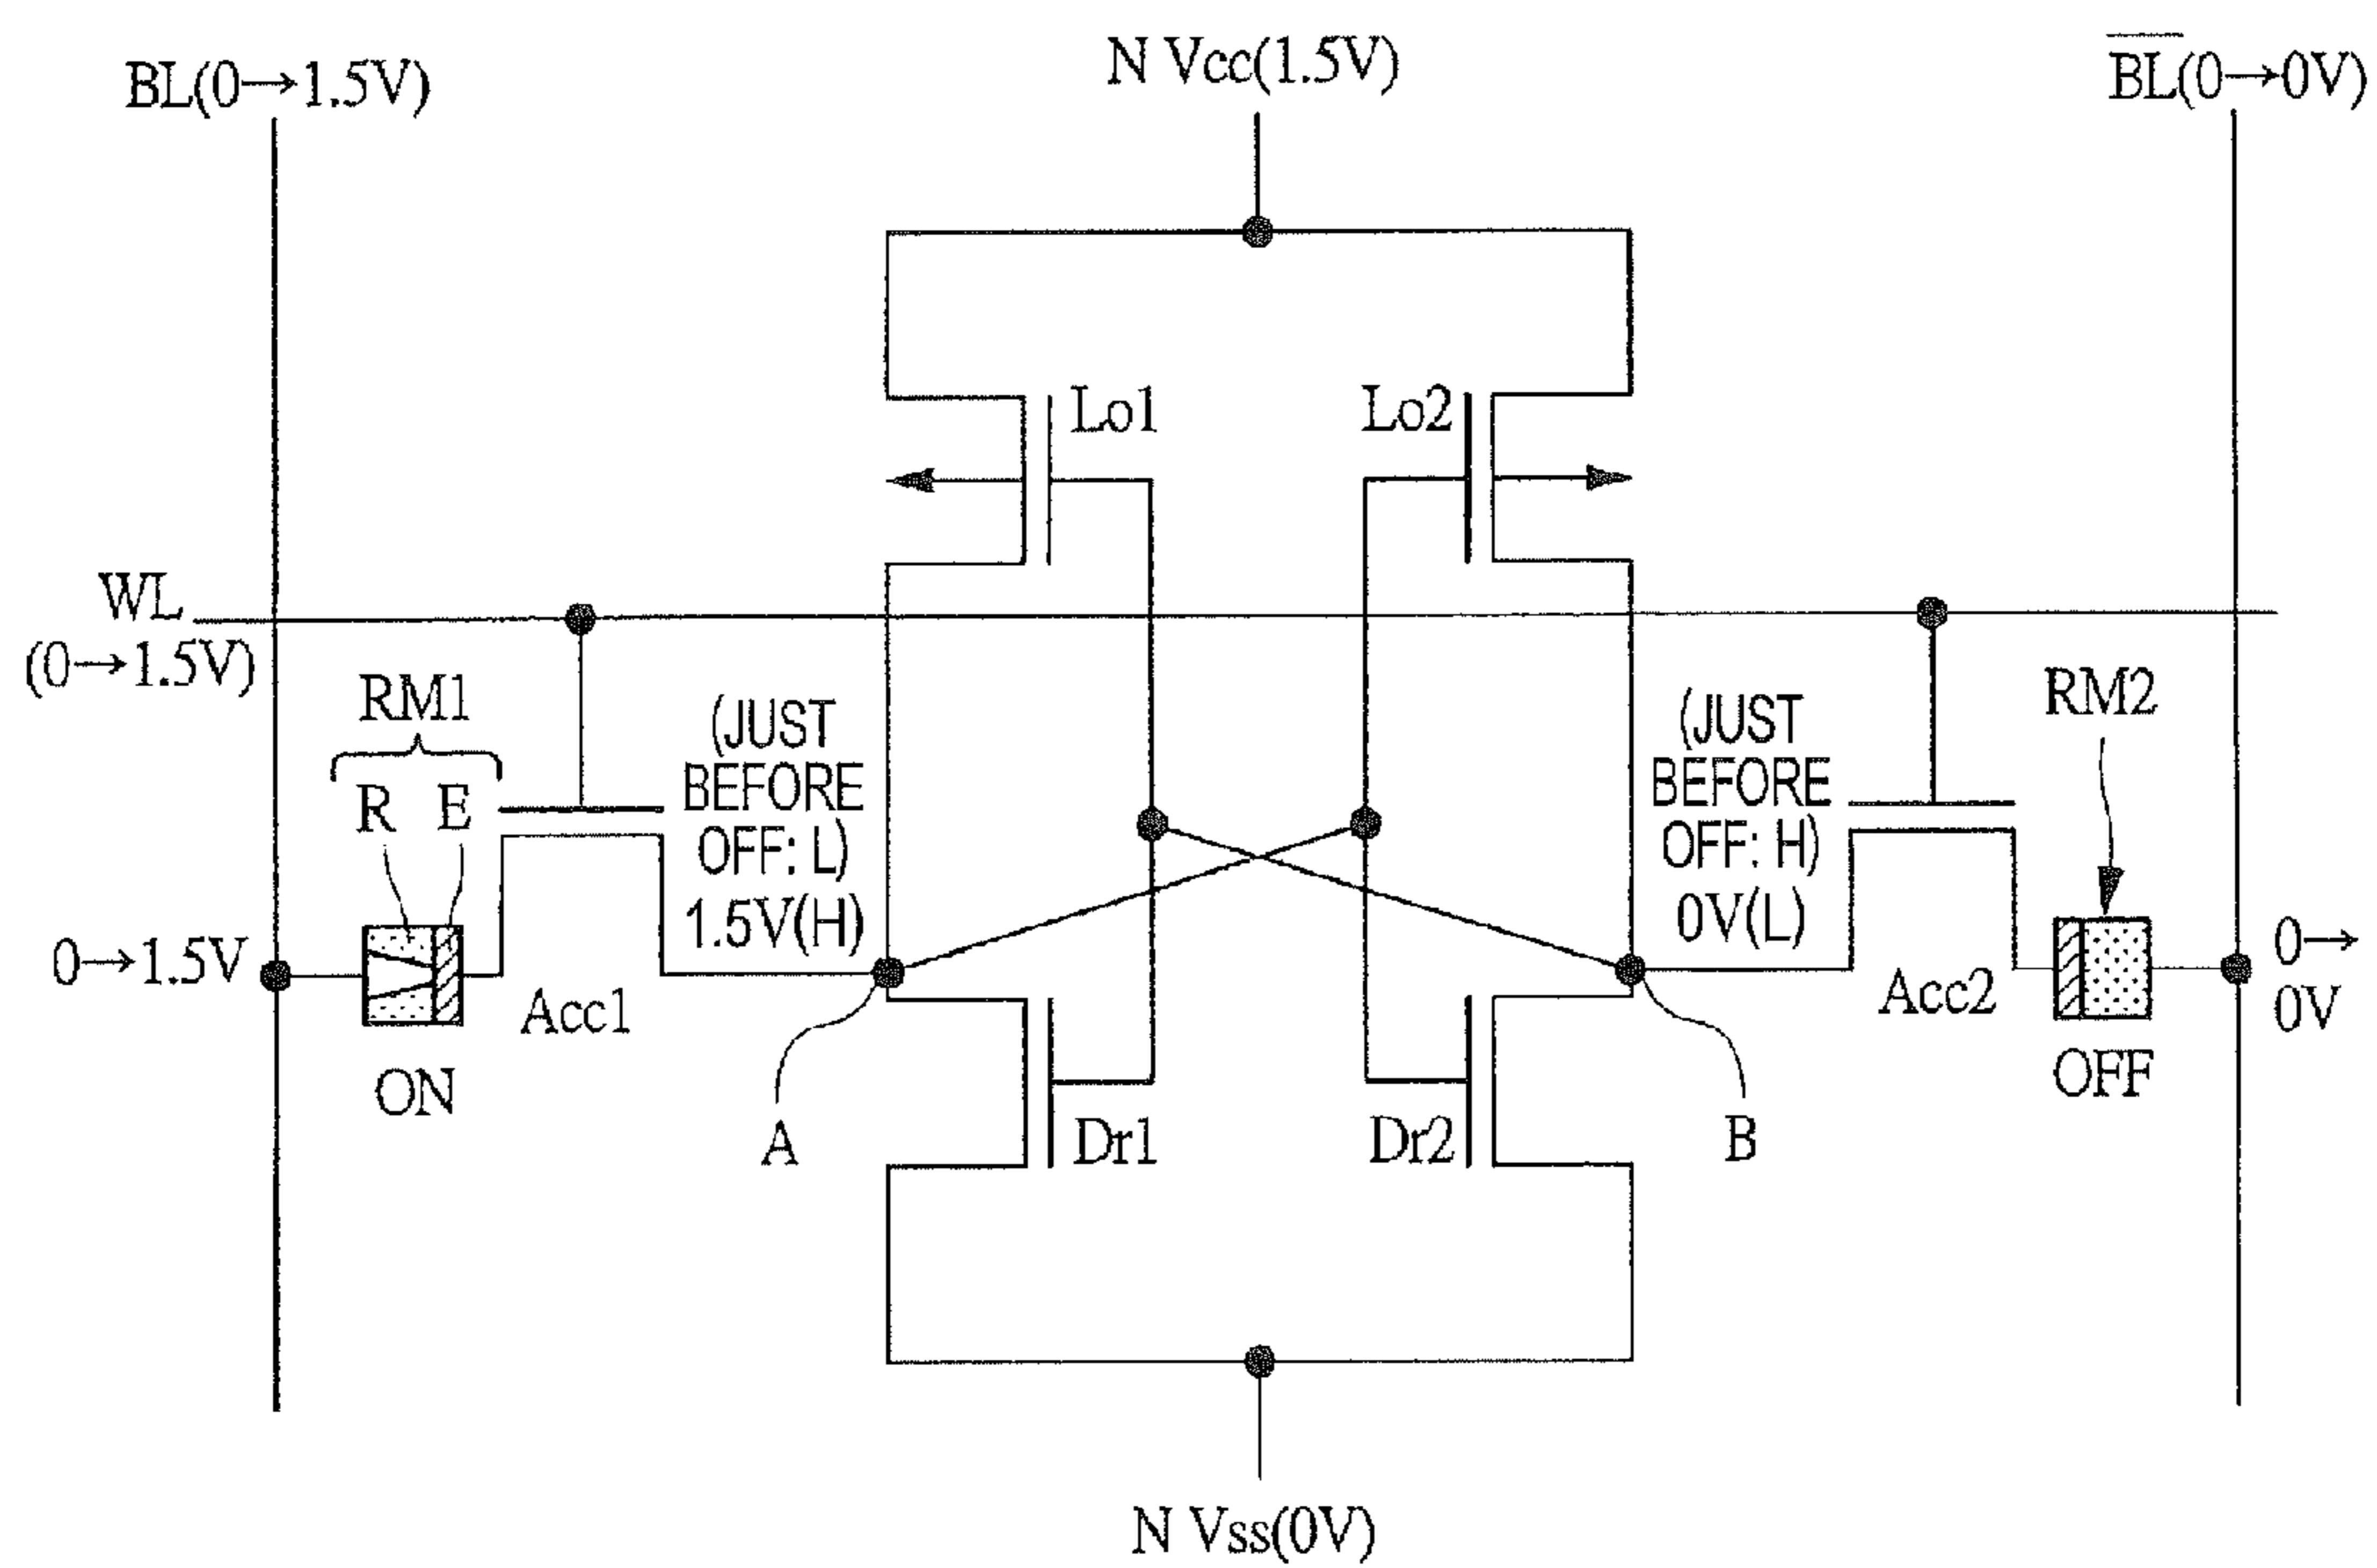 BL(0→1.5V)
N Vcc(1.5V)
B̅L̅(0→0V)
Lo1
Lo2
WL
(0→1.5V)
RM1
R E
(JUST
BEFORE
OFF: L)
1.5V(H)
(JUST
BEFORE
OFF: H)
0V(L)
RM2
0→1.5V
Acc1
ON
A
Dr1
Dr2
B
Acc2
OFF
0→
0V
N Vss(0V)